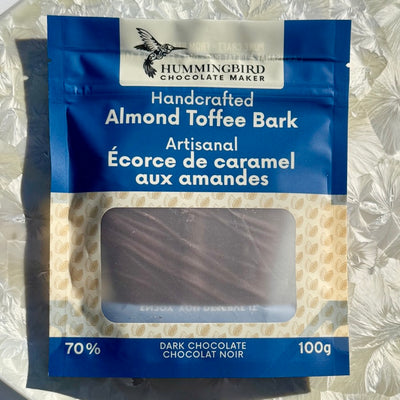 HUMMINGBIRD
CHOCOLATE MAKER
Handcrafted
Almond Toffee Bark
Artisanal
Écorce de caramel
aux amandes
70% DARK CHOCOLATE 100g
CHOCOLAT NOIR